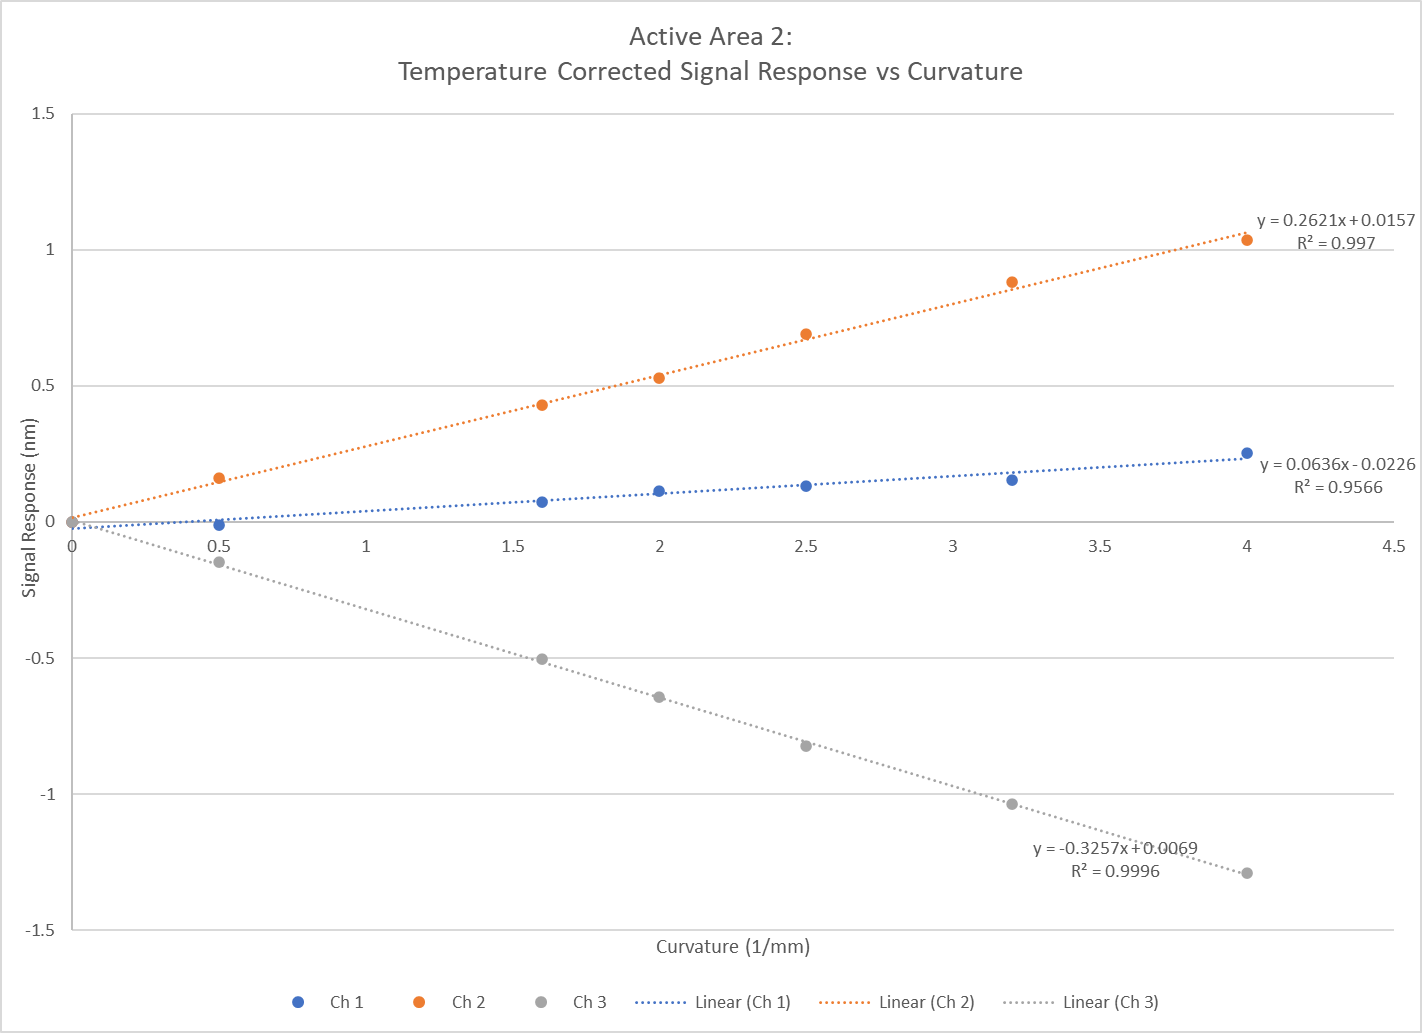 Active Area 2:
Temperature Corrected Signal Response vs Curvature
1.5
1
0.5
0
-0.5
-1
-1.5
Signal Response (nm)
0
0.5
1
1.5
2
2.5
3
3.5
4
4.5
y = 0.2621x + 0.0157
R² = 0.997
y = 0.0636x - 0.0226
R² = 0.9566
y = -0.3257x + 0.0069
R² = 0.9996
Curvature (1/mm)
Ch 1
Ch 2
Ch 3
Linear (Ch 1)
Linear (Ch 2)
Linear (Ch 3)